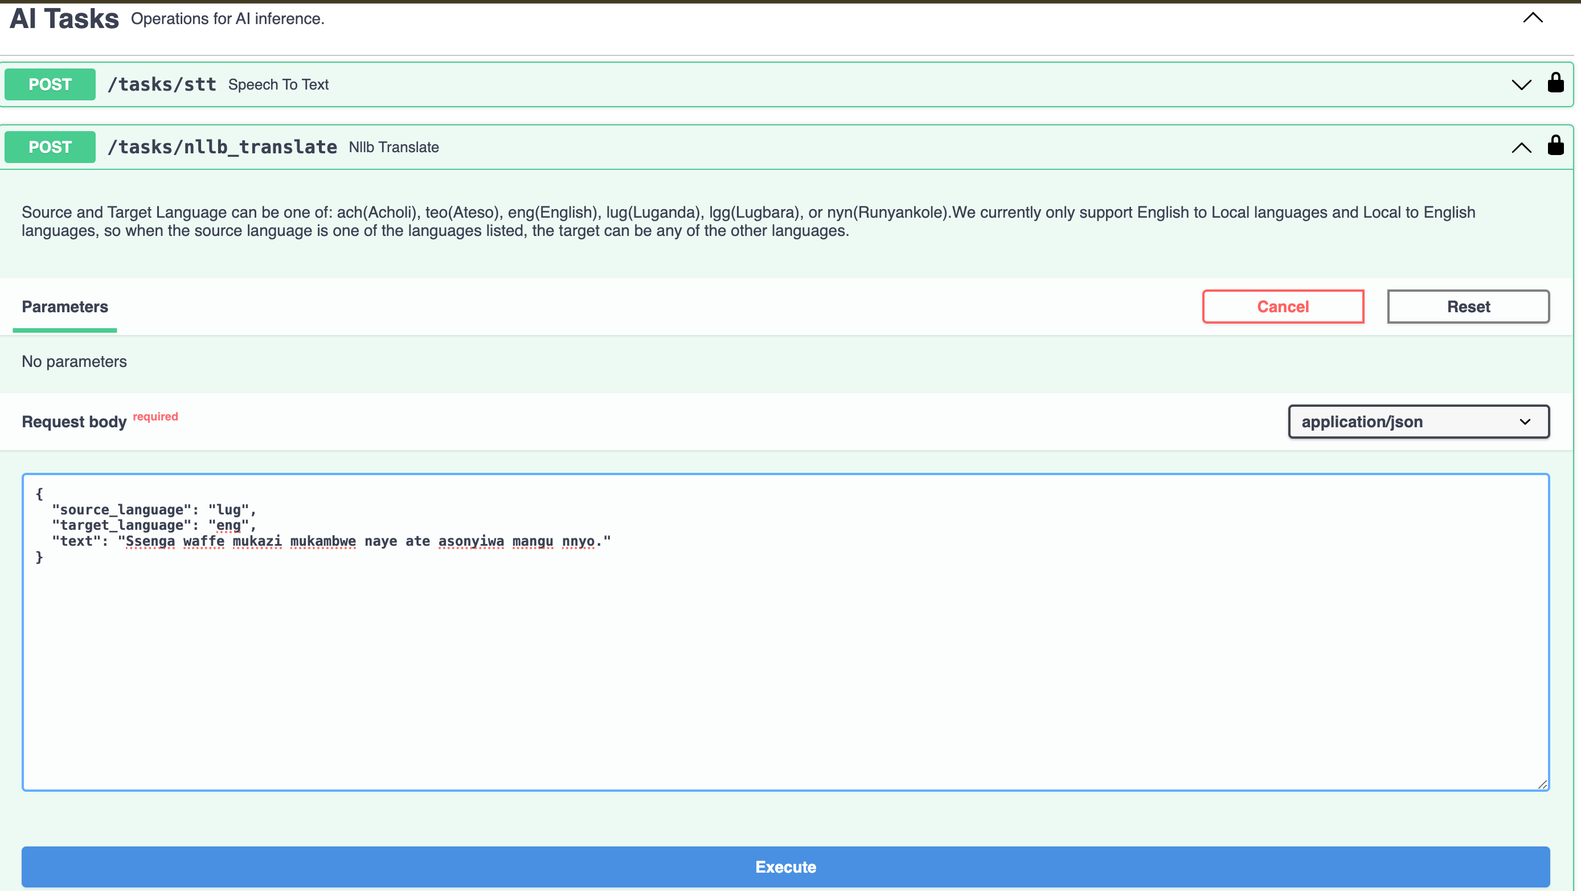 AI Tasks Operations for AI inference.
POST /tasks/stt Speech To Text
POST /tasks/nllb_translate Nllb Translate
Source and Target Language can be one of: ach(Acholi), teo(Ateso), eng(English), lug(Luganda), lgg(Lugbara), or nyn(Runyankole).We currently only support English to Local languages and Local to English
languages, so when the source language is one of the languages listed, the target can be any of the other languages.
Parameters
Cancel
Reset
No parameters
Request body required
application/json
{
"source_language": "lug",
"target_language": "eng",
"text": "Ssenga waffe mukazi mukambwe naye ate asonyiwa mangu nnyo."
}
Execute